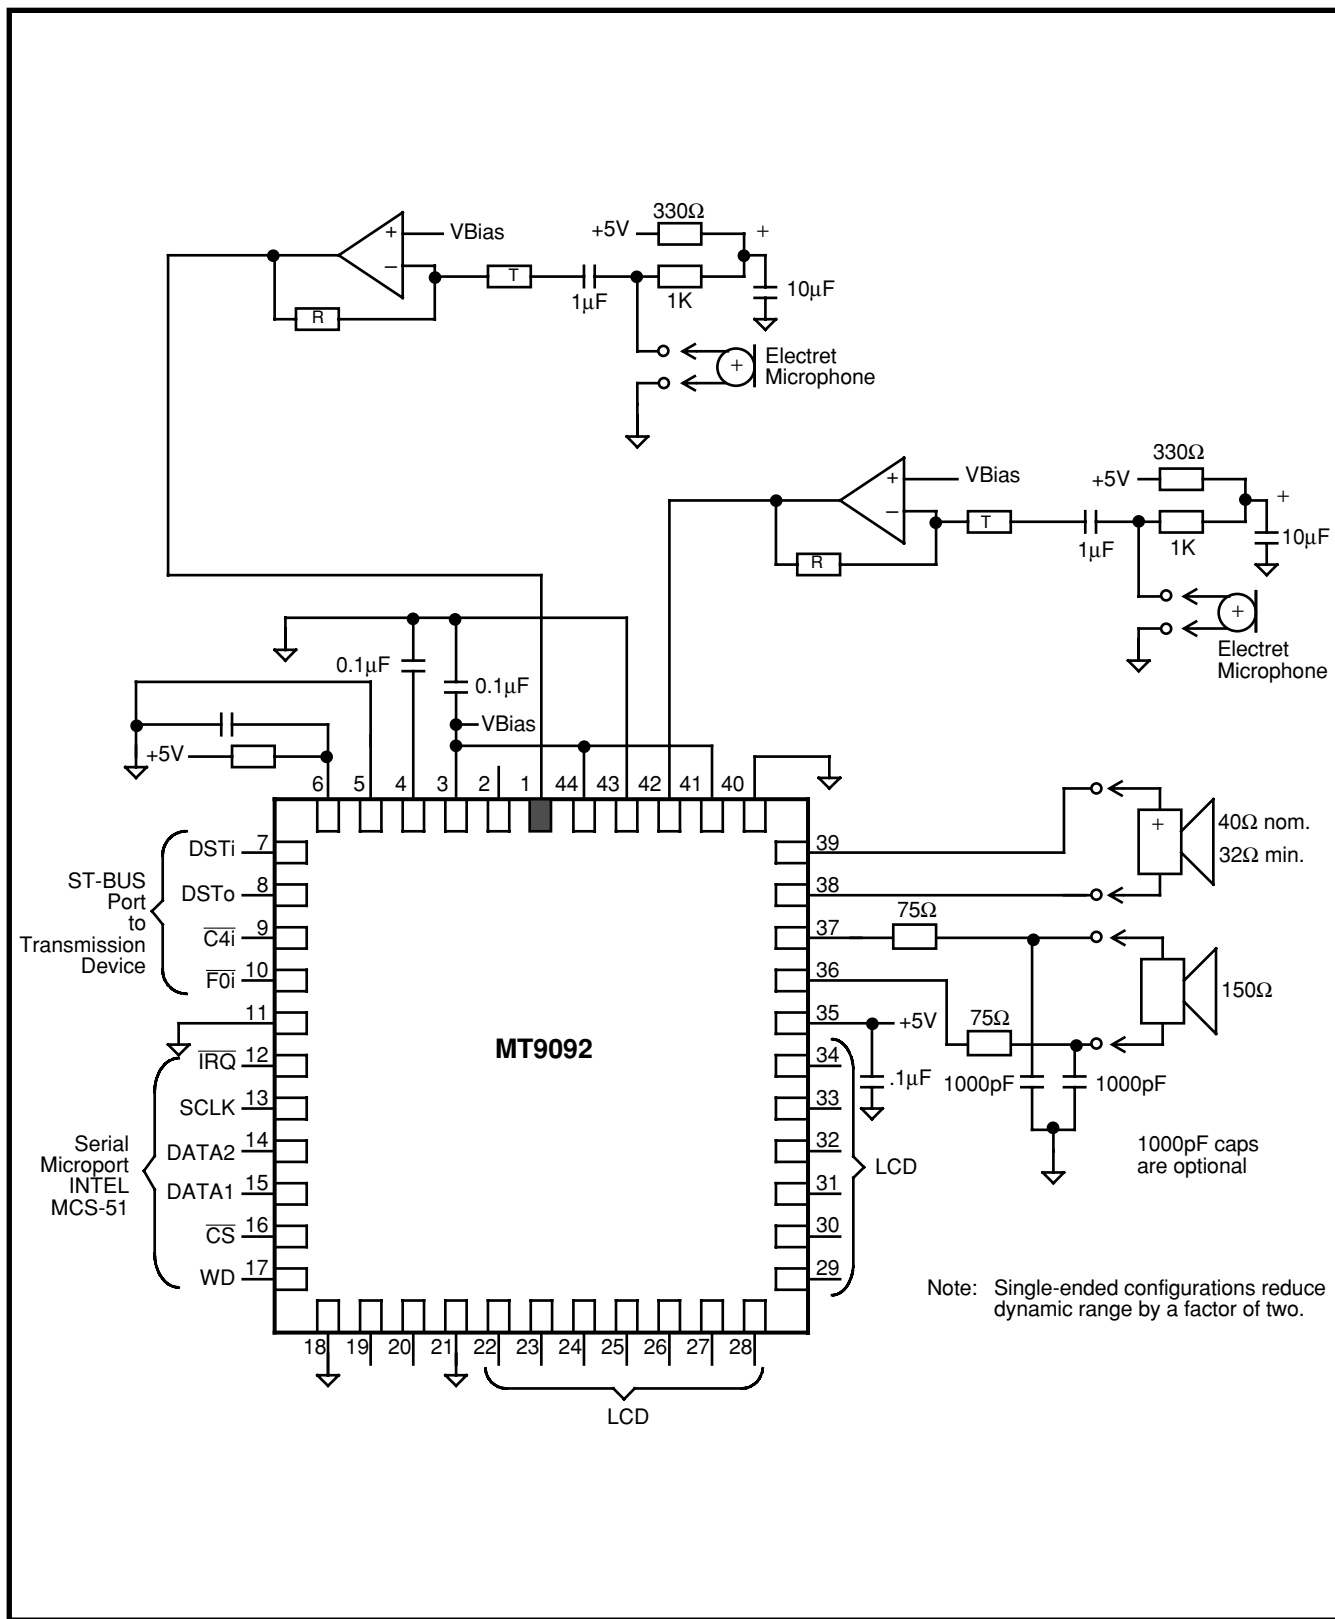 330Ω
+
VBias
+5V
+
−
T
1μF
1K
10μF
R
+
Electret
Microphone
330Ω
+
VBias
+5V
+
−
T
1μF
1K
10μF
R
+
Electret
Microphone
0.1μF
0.1μF
VBias
+5V
6 5 4 3 2 1 44 43 42 41 40
ST-BUS
Port
to
Transmission
Device
DSTi 7
DSTo 8
C̅4̅i̅ 9
F̅0̅i̅ 10
11
I̅R̅Q̅ 12
SCLK 13
DATA2 14
DATA1 15
C̅S̅ 16
WD 17
Serial
Microport
INTEL
MCS-51
MT9092
39
38
37
36
35
34
33
32
31
30
29
+
40Ω nom.
32Ω min.
75Ω
150Ω
75Ω
+5V
.1μF
1000pF
1000pF
LCD
1000pF caps
are optional
Note: Single-ended configurations reduce
dynamic range by a factor of two.
18 19 20 21 22 23 24 25 26 27 28
LCD